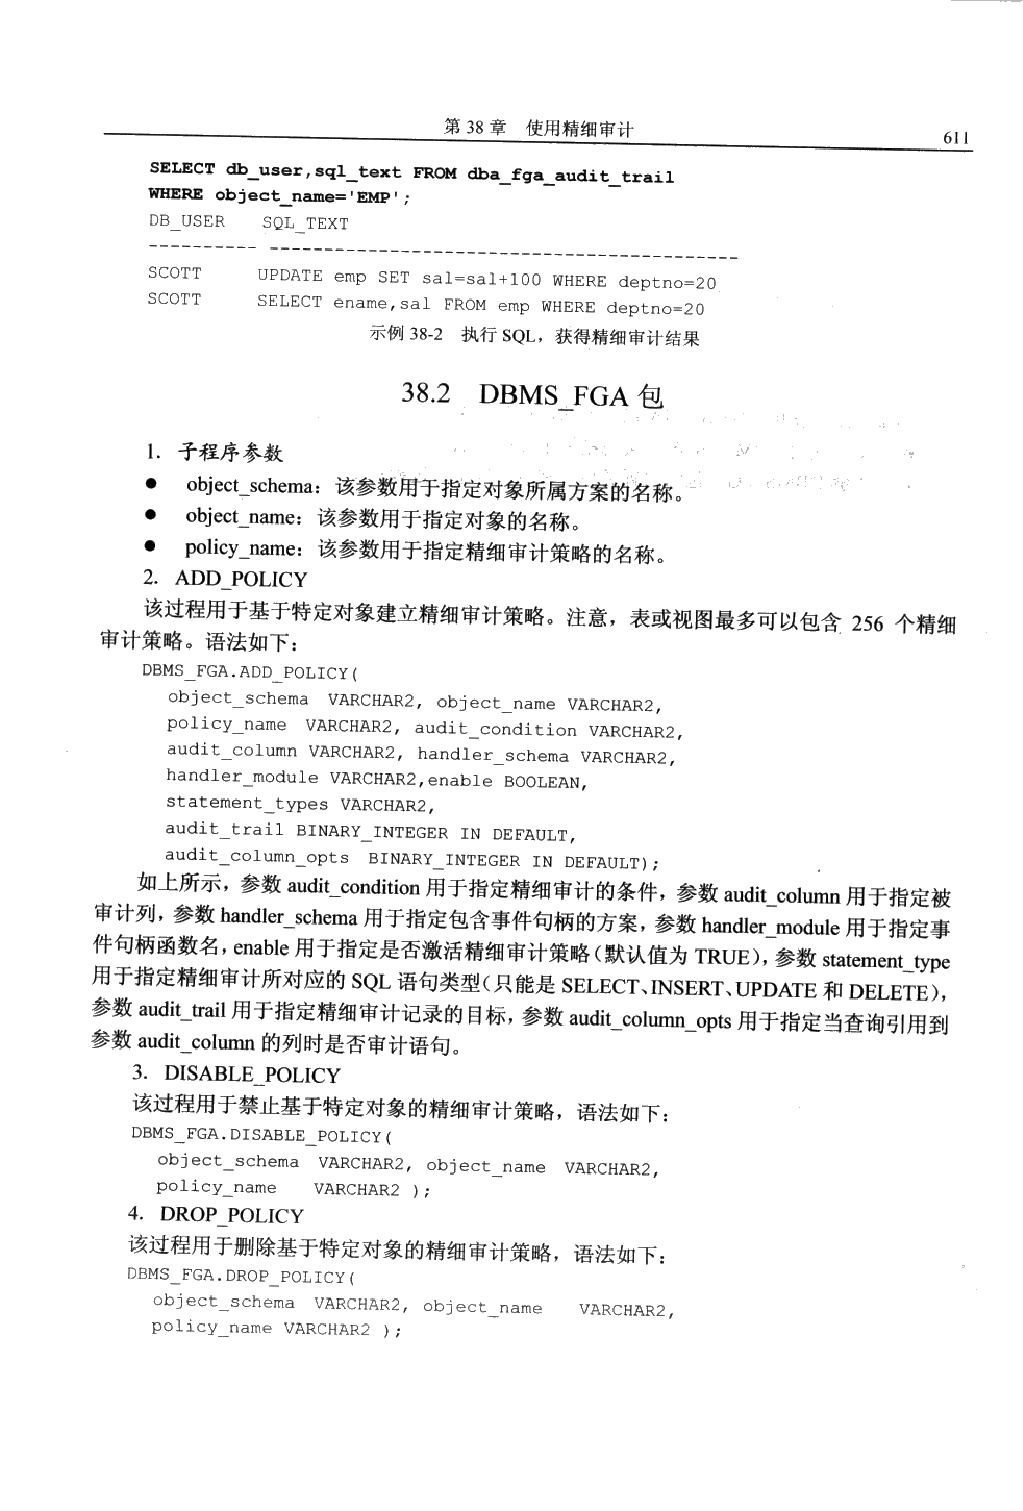 第 38 章　使用精细审计　611
SELECT db_user,sql_text FROM dba_fga_audit_trail
WHERE object_name='EMP';
DB_USER    SQL_TEXT
---------- -------------------------------------------
SCOTT      UPDATE emp SET sal=sal+100 WHERE deptno=20
SCOTT      SELECT ename,sal FROM emp WHERE deptno=20
示例 38-2　执行 SQL，获得精细审计结果
38.2　DBMS_FGA 包
1. 子程序参数
● object_schema：该参数用于指定对象所属方案的名称。
● object_name：该参数用于指定对象的名称。
● policy_name：该参数用于指定精细审计策略的名称。
2. ADD_POLICY
该过程用于基于特定对象建立精细审计策略。注意，表或视图最多可以包含 256 个精细
审计策略。语法如下：
DBMS_FGA.ADD_POLICY(
object_schema VARCHAR2, object_name VARCHAR2,
policy_name VARCHAR2, audit_condition VARCHAR2,
audit_column VARCHAR2, handler_schema VARCHAR2,
handler_module VARCHAR2,enable BOOLEAN,
statement_types VARCHAR2,
audit_trail BINARY_INTEGER IN DEFAULT,
audit_column_opts BINARY_INTEGER IN DEFAULT);
如上所示，参数 audit_condition 用于指定精细审计的条件，参数 audit_column 用于指定被
审计列，参数 handler_schema 用于指定包含事件句柄的方案，参数 handler_module 用于指定事
件句柄函数名，enable 用于指定是否激活精细审计策略（默认值为 TRUE），参数 statement_type
用于指定精细审计所对应的 SQL 语句类型（只能是 SELECT、INSERT、UPDATE 和 DELETE），
参数 audit_trail 用于指定精细审计记录的目标，参数 audit_column_opts 用于指定当查询引用到
参数 audit_column 的列时是否审计语句。
3. DISABLE_POLICY
该过程用于禁止基于特定对象的精细审计策略，语法如下：
DBMS_FGA.DISABLE_POLICY(
object_schema VARCHAR2, object_name VARCHAR2,
policy_name VARCHAR2 );
4. DROP_POLICY
该过程用于删除基于特定对象的精细审计策略，语法如下：
DBMS_FGA.DROP_POLICY(
object_schema VARCHAR2, object_name VARCHAR2,
policy_name VARCHAR2 );